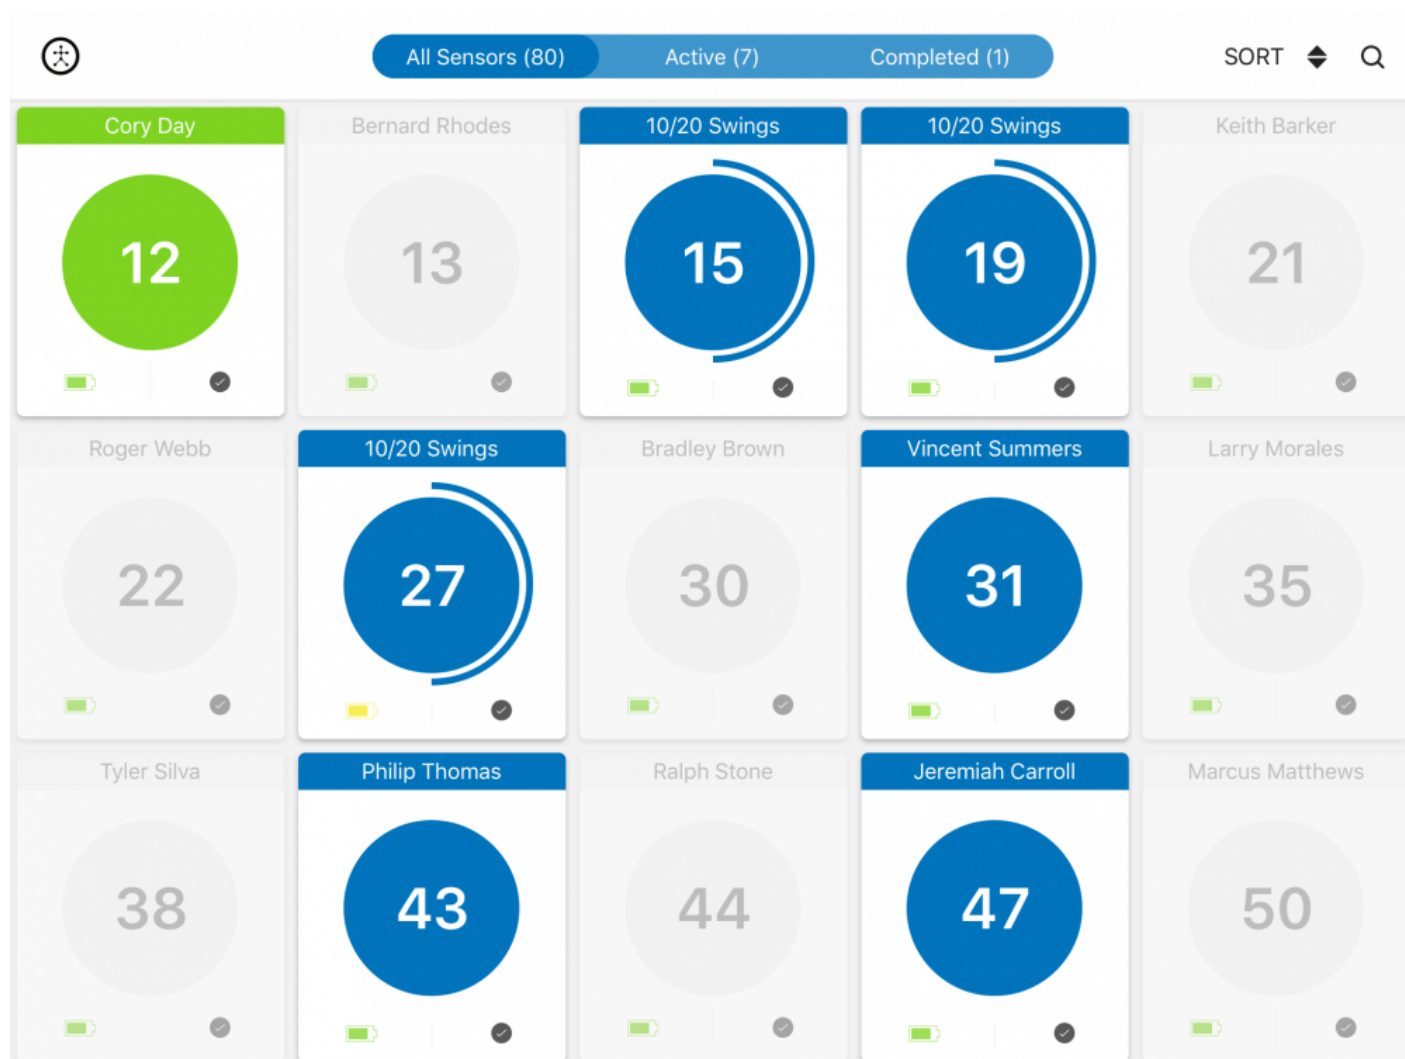 All Sensors (80) Active (7) Completed (1) SORT
Cory Day Bernard Rhodes 10/20 Swings 10/20 Swings Keith Barker
12 13 15 19 21
Roger Webb 10/20 Swings Bradley Brown Vincent Summers Larry Morales
22 27 30 31 35
Tyler Silva Philip Thomas Ralph Stone Jeremiah Carroll Marcus Matthews
38 43 44 47 50